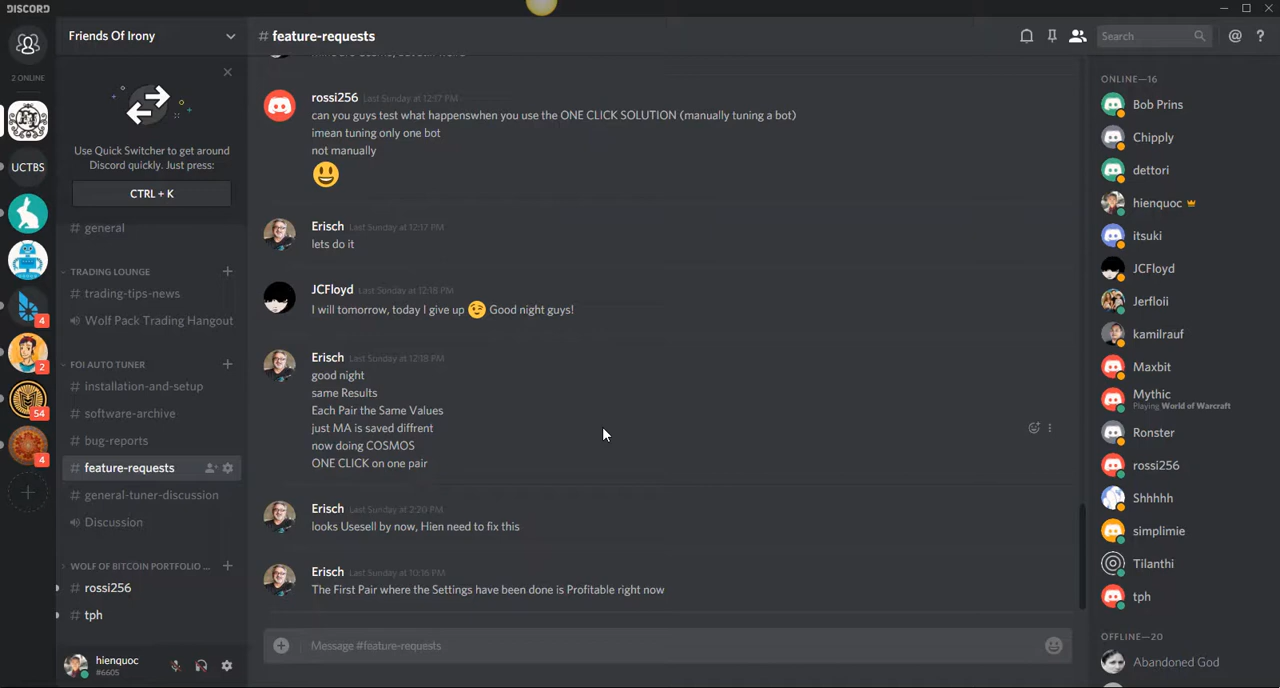 DISCORD
2 ONLINE
UCTBS
4
2
54
4
Friends Of Irony
Use Quick Switcher to get around
Discord quickly. Just press:
CTRL + K
# general
TRADING LOUNGE
# trading-tips-news
Wolf Pack Trading Hangout
FOI AUTO TUNER
# installation-and-setup
# software-archive
# bug-reports
# feature-requests
# general-tuner-discussion
Discussion
WOLF OF BITCOIN PORTFOLIO ...
# rossi256
# tph
hienquoc
#6605
# feature-requests
Search
rossi256 Last Sunday at 12:17 PM
can you guys test what happenswhen you use the ONE CLICK SOLUTION (manually tuning a bot)
imean tuning only one bot
not manually
Erisch Last Sunday at 12:17 PM
lets do it
JCFloyd Last Sunday at 12:18 PM
I will tomorrow, today I give up 😉 Good night guys!
Erisch Last Sunday at 12:18 PM
good night
same Results
Each Pair the Same Values
just MA is saved diffrent
now doing COSMOS
ONE CLICK on one pair
Erisch Last Sunday at 2:20 PM
looks Usesell by now, Hien need to fix this
Erisch Last Sunday at 10:16 PM
The First Pair where the Settings have been done is Profitable right now
Message #feature-requests
ONLINE—16
Bob Prins
Chipply
dettori
hienquoc
itsuki
JCFloyd
Jerfloii
kamilrauf
Maxbit
Mythic
Playing World of Warcraft
Ronster
rossi256
Shhhhh
simplimie
Tilanthi
tph
OFFLINE—20
Abandoned God